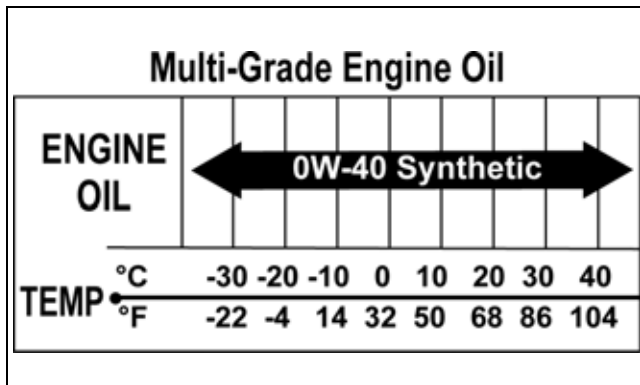 Multi-Grade Engine Oil
ENGINE
OIL
0W-40 Synthetic
°C -30 -20 -10 0 10 20 30 40
TEMP
°F -22 -4 14 32 50 68 86 104